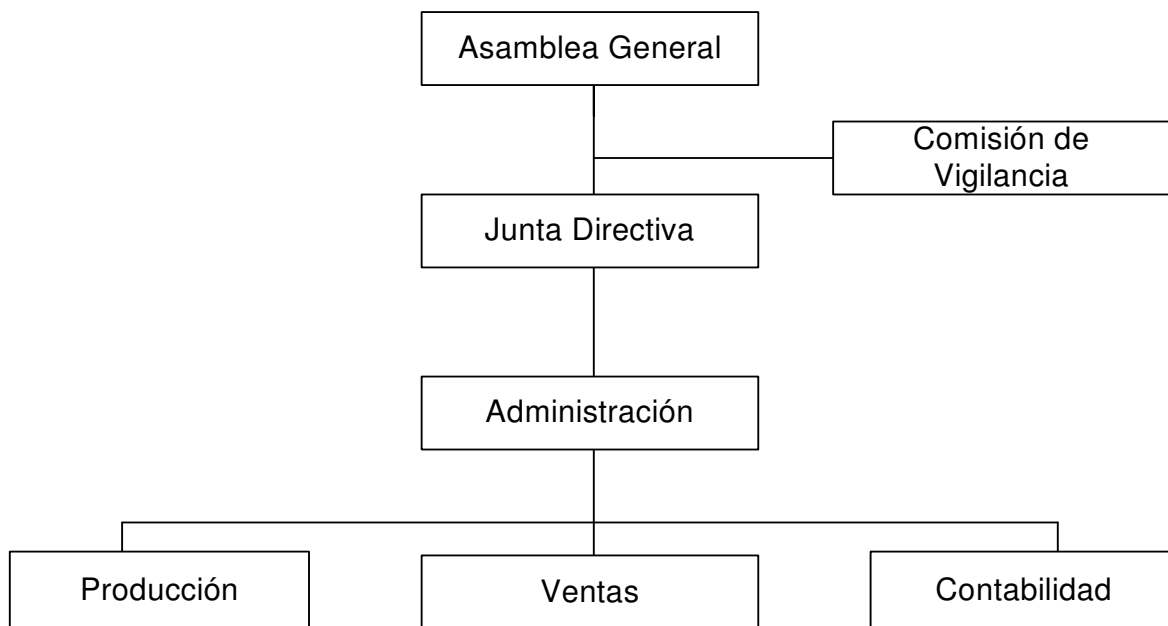 Asamblea General
Comisión de
Vigilancia
Junta Directiva
Administración
Producción
Ventas
Contabilidad